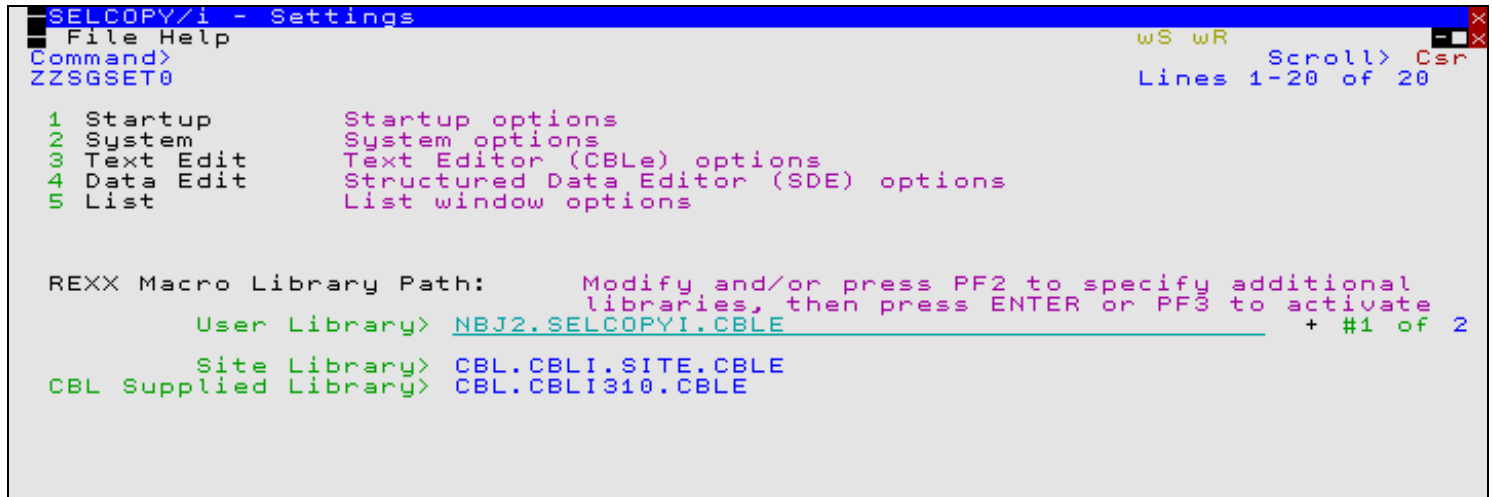 SELCOPY/i - Settings
File Help wS wR
Command> Scroll> Csr
ZZSGSET0 Lines 1-20 of 20
1 Startup Startup options
2 System System options
3 Text Edit Text Editor (CBLe) options
4 Data Edit Structured Data Editor (SDE) options
5 List List window options
REXX Macro Library Path: Modify and/or press PF2 to specify additional
libraries, then press ENTER or PF3 to activate
User Library> NBJ2.SELCOPYI.CBLE + #1 of 2
Site Library> CBL.CBLI.SITE.CBLE
CBL Supplied Library> CBL.CBLI310.CBLE